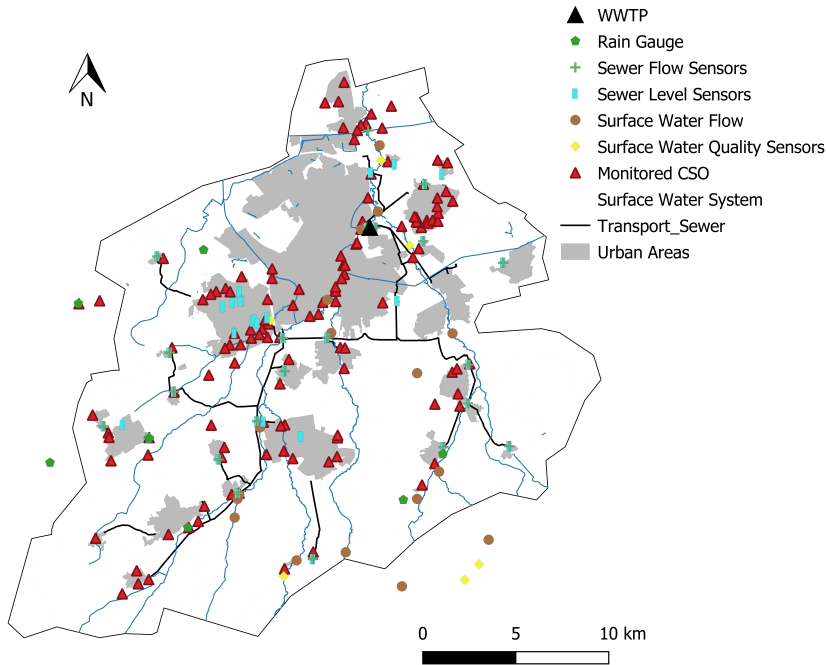 WWTP
Rain Gauge
Sewer Flow Sensors
Sewer Level Sensors
Surface Water Flow
Surface Water Quality Sensors
Monitored CSO
Surface Water System
Transport_Sewer
Urban Areas
N
0 5 10 km